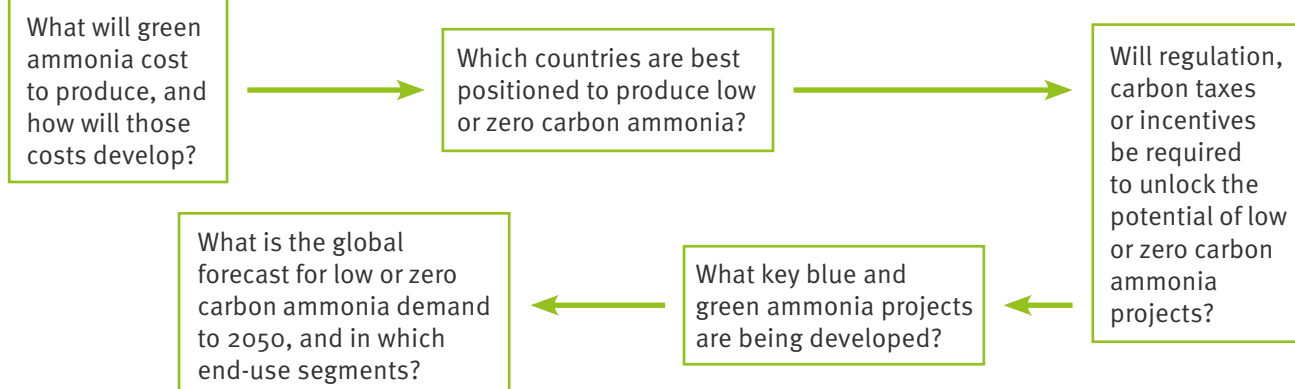 What will green
ammonia cost
to produce, and
how will those
costs develop?
Which countries are best
positioned to produce low
or zero carbon ammonia?
Will regulation,
carbon taxes
or incentives
be required
to unlock the
potential of low
or zero carbon
ammonia
projects?
What key blue and
green ammonia projects
are being developed?
What is the global
forecast for low or zero
carbon ammonia demand
to 2050, and in which
end-use segments?